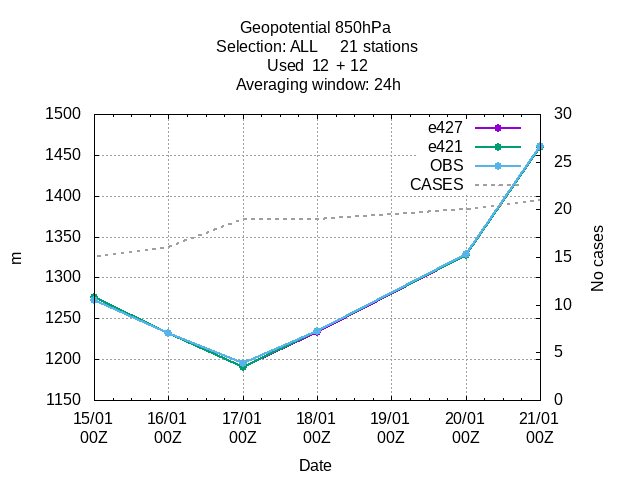 Geopotential 850hPa
Selection: ALL     21 stations
Used  12  + 12
Averaging window: 24h
1500
1450
1400
1350
1300
1250
1200
1150
m
30
25
20
15
10
5
0
No cases
e427
e421
OBS
CASES
15/01 16/01 17/01 18/01 19/01 20/01 21/01
00Z 00Z 00Z 00Z 00Z 00Z 00Z
Date